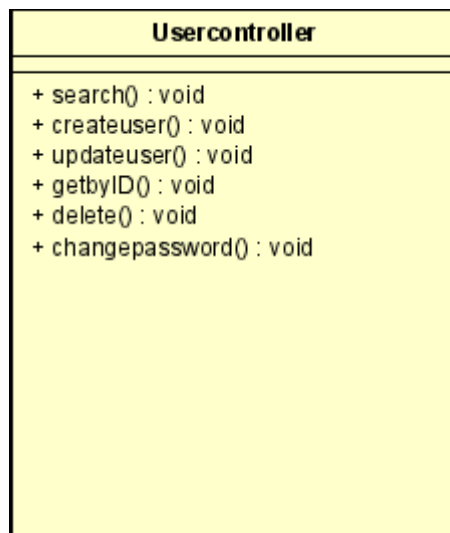 Usercontroller
+ search() : void
+ createuser() : void
+ updateuser() : void
+ getbyID() : void
+ delete() : void
+ changepassword() : void